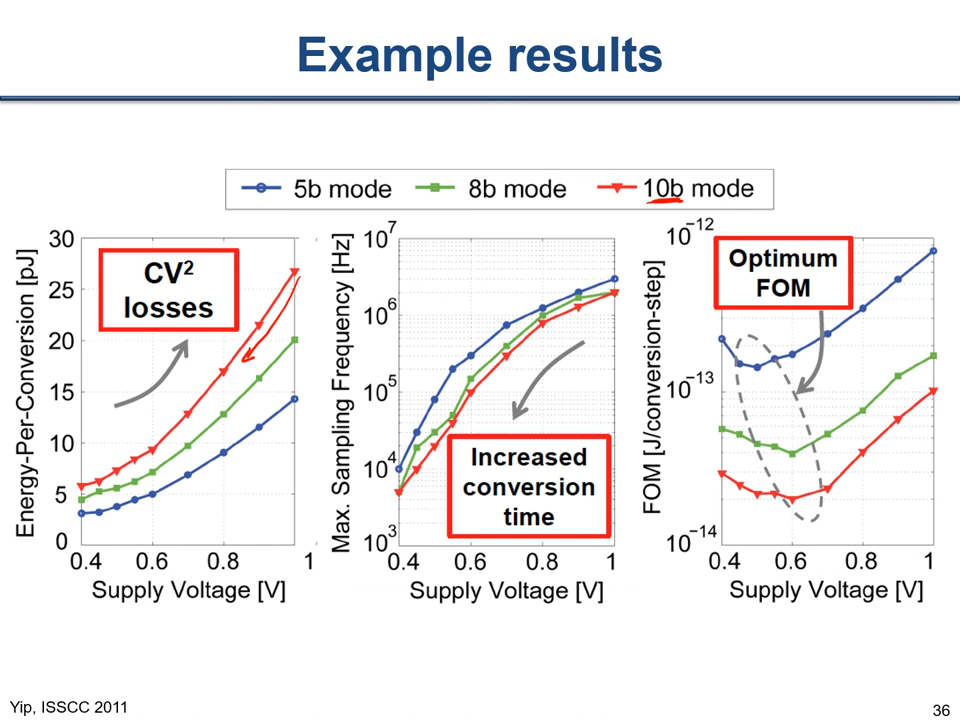 Example results
5b mode
8b mode
10b mode
30
25
20
15
10
5
0
Energy-Per-Conversion [pJ]
CV²
losses
0.4
0.6
0.8
1
Supply Voltage [V]
10⁷
10⁶
10⁵
10⁴
10³
Max. Sampling Frequency [Hz]
Increased
conversion
time
0.4
0.6
0.8
1
Supply Voltage [V]
10⁻¹²
10⁻¹³
10⁻¹⁴
FOM [J/conversion-step]
Optimum
FOM
0.4
0.6
0.8
1
Supply Voltage [V]
Yip, ISSCC 2011
36